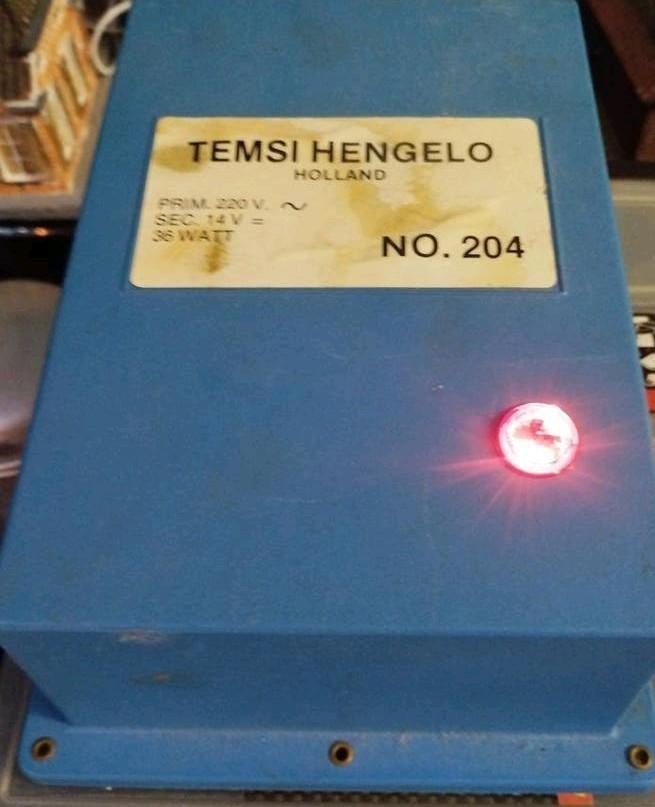 TEMSI HENGELO
HOLLAND
PRIM. 220 V. ~
SEC. 14 V =
36 WATT
NO. 204